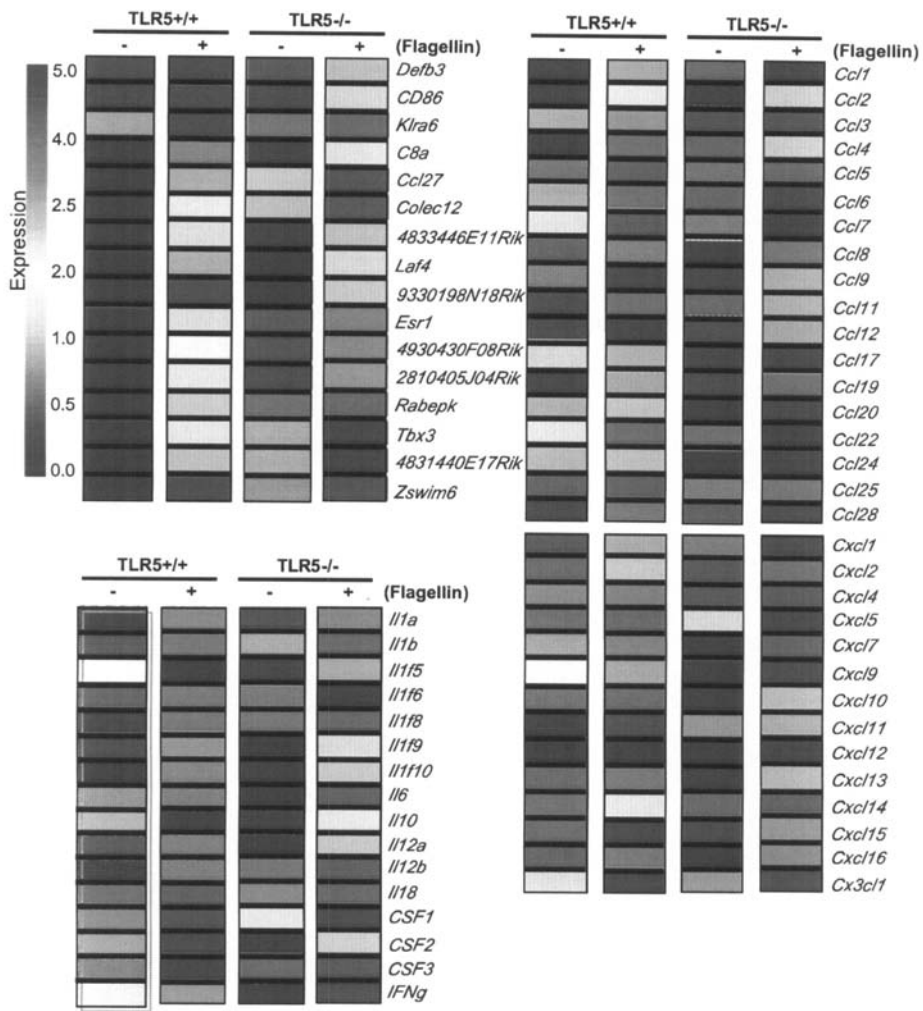 TLR5+/+ TLR5-/-
- + - + (Flagellin)
Expression
5.0
4.0
2.5
2.0
1.0
0.5
0.0
Defb3
CD86
Klra6
C8a
Ccl27
Colec12
4833446E11Rik
Laf4
9330198N18Rik
Esr1
4930430F08Rik
2810405J04Rik
Rabepk
Tbx3
4831440E17Rik
Zswim6
TLR5+/+ TLR5-/-
- + - + (Flagellin)
Il1a
Il1b
Il1f5
Il1f6
Il1f8
Il1f9
Il1f10
Il6
Il10
Il12a
Il12b
Il18
CSF1
CSF2
CSF3
IFNg
TLR5+/+ TLR5-/-
- + - + (Flagellin)
Ccl1
Ccl2
Ccl3
Ccl4
Ccl5
Ccl6
Ccl7
Ccl8
Ccl9
Ccl11
Ccl12
Ccl17
Ccl19
Ccl20
Ccl22
Ccl24
Ccl25
Ccl28
Cxcl1
Cxcl2
Cxcl4
Cxcl5
Cxcl7
Cxcl9
Cxcl10
Cxcl11
Cxcl12
Cxcl13
Cxcl14
Cxcl15
Cxcl16
Cx3cl1